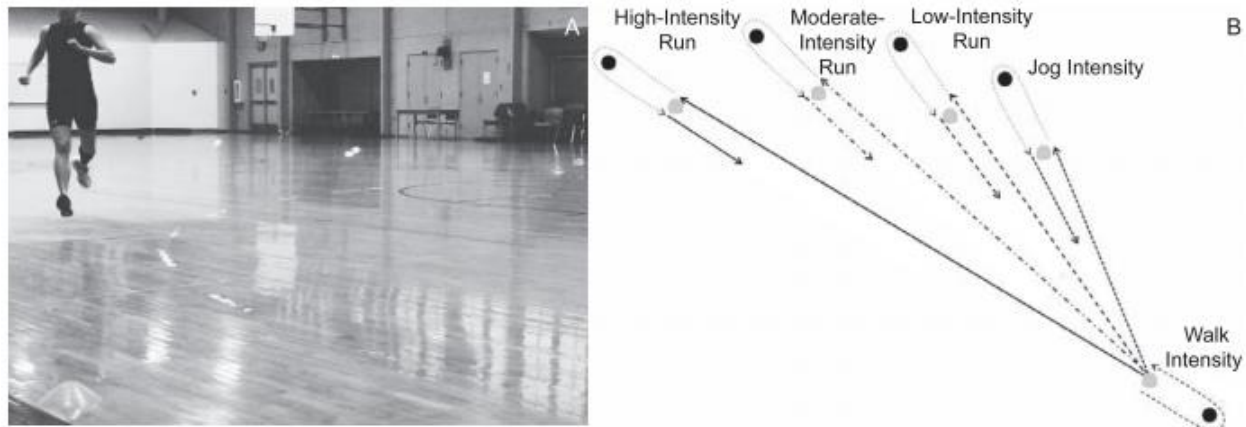 A
High-Intensity
Run
Moderate-
Intensity
Run
Low-Intensity
Run
Jog Intensity
B
Walk
Intensity